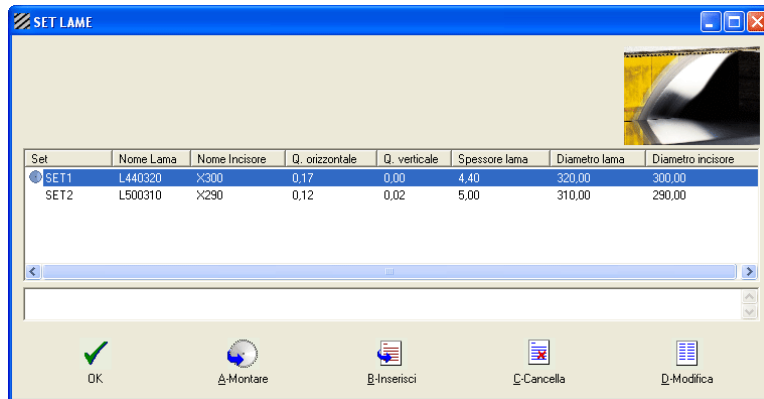 SET LAME
Set Nome Lama Nome Incisore Q. orizzontale Q. verticale Spessore lama Diametro lama Diametro incisore
SET1 L440320 X300 0,17 0,00 4,40 320,00 300,00
SET2 L500310 X290 0,12 0,02 5,00 310,00 290,00
OK A-Montare B-Inserisci C-Cancella D-Modifica